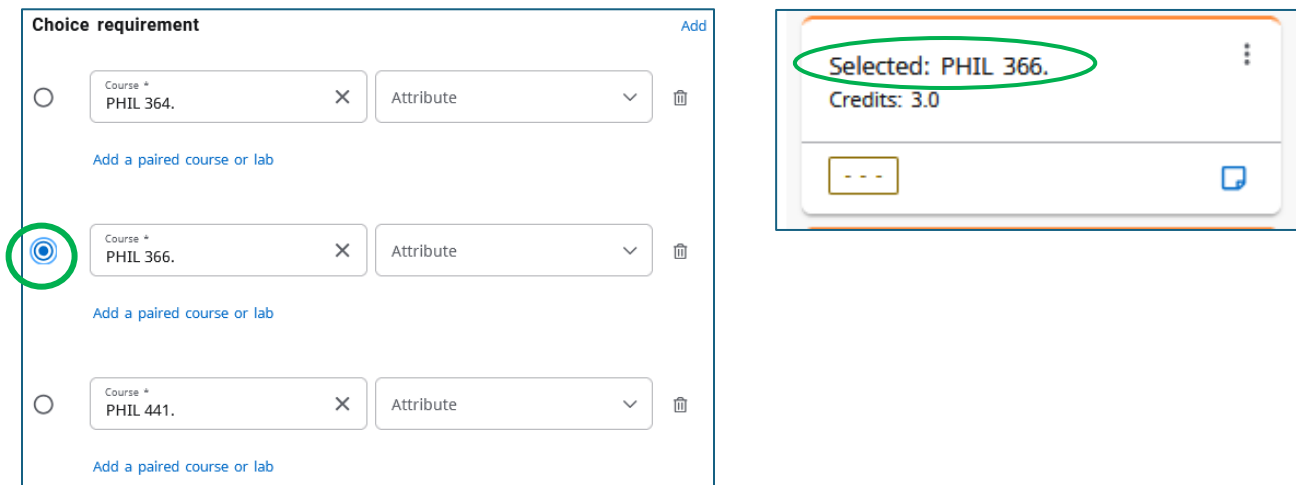 Choice requirement
Add
Course *
PHIL 364.
Attribute
Add a paired course or lab
Course *
PHIL 366.
Attribute
Add a paired course or lab
Course *
PHIL 441.
Attribute
Add a paired course or lab
Selected: PHIL 366.
Credits: 3.0
- - -